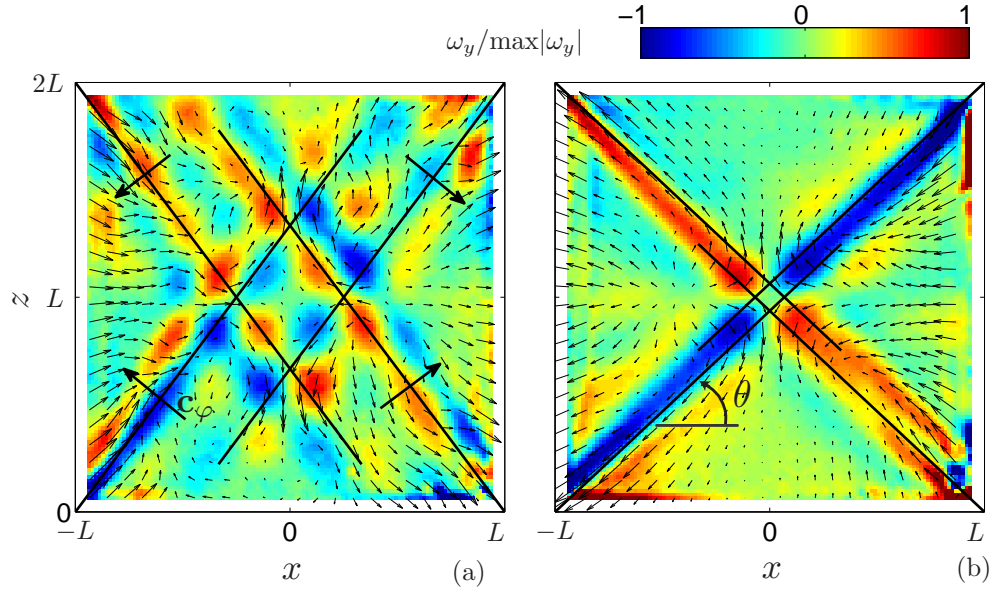 −1 0 1
ω_y/max|ω_y|
2L
z L
c_φ
θ
0
−L 0 L −L 0 L
x (a) x (b)